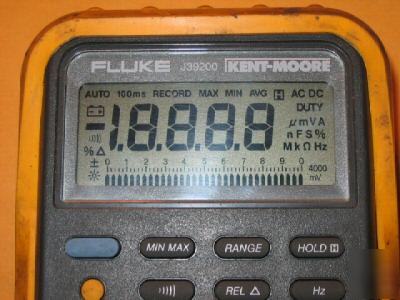 FLUKE J39200 KENT-MOORE
AUTO 100ms RECORD MAX MIN AVG H AC DC
DUTY
-1.8.8.8.8 μmVA
nFS%
%Δ MkΩHz
± 0 1 2 3 4 5 6 7 8 9 0 4000
mV
MIN MAX RANGE HOLD H
REL Δ Hz